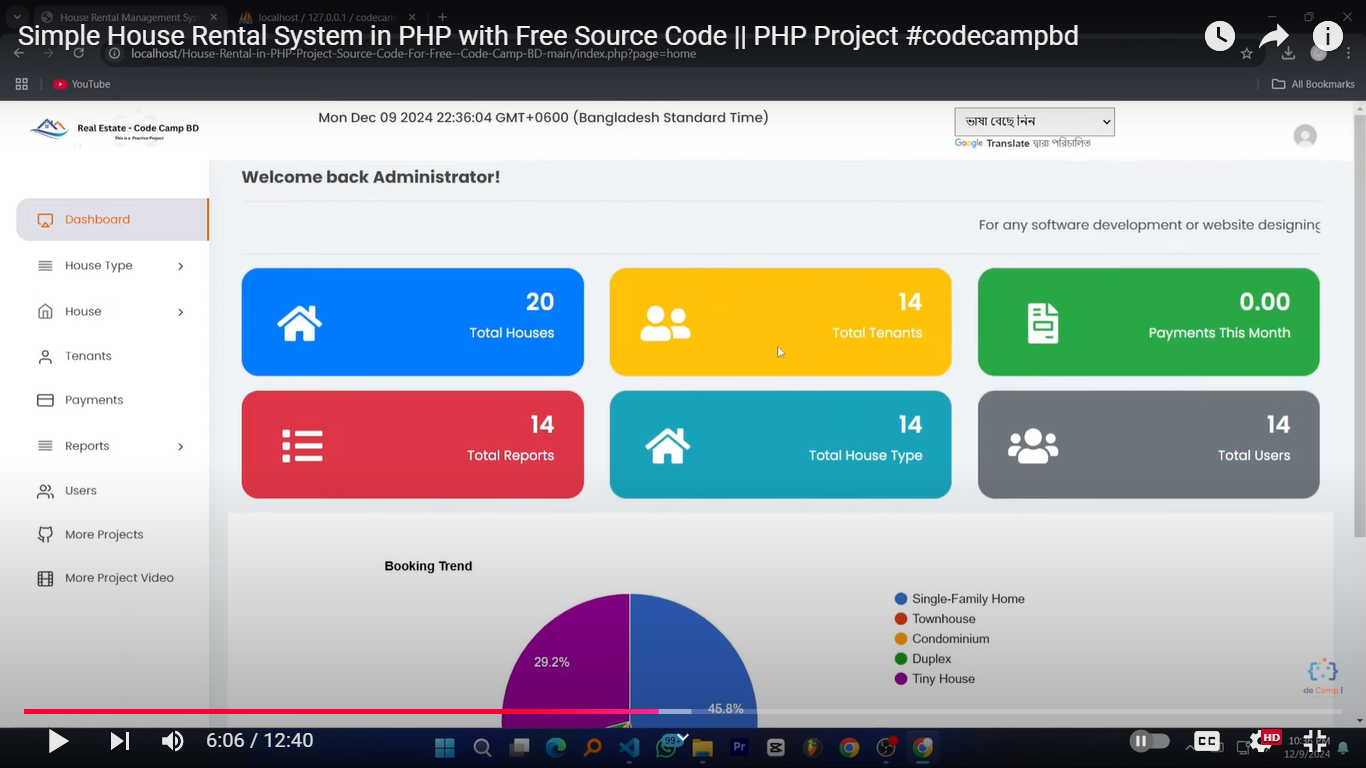 House Rental Management Sy
localhost / 127.0.0.1 / codecam
Simple House Rental System in PHP with Free Source Code || PHP Project #codecampbd
localhost/House-Rental-in-PHP-Project-Source-Code-For-Free--Code-Camp-BD-main/index.php?page=home
YouTube
All Bookmarks
Real Estate - Code Camp BD
This is a Practice Project
Mon Dec 09 2024 22:36:04 GMT+0600 (Bangladesh Standard Time)
ভাষা বেছে নিন
Google Translate দ্বারা পরিচালিত
Welcome back Administrator!
For any software development or website designing
Dashboard
House Type
House
Tenants
Payments
Reports
Users
More Projects
More Project Video
20
Total Houses
14
Total Tenants
0.00
Payments This Month
14
Total Reports
14
Total House Type
14
Total Users
Booking Trend
29.2%
45.8%
Single-Family Home
Townhouse
Condominium
Duplex
Tiny House
de Camp
6:06 / 12:40
99+
Pr
CC
HD
12/9/2024